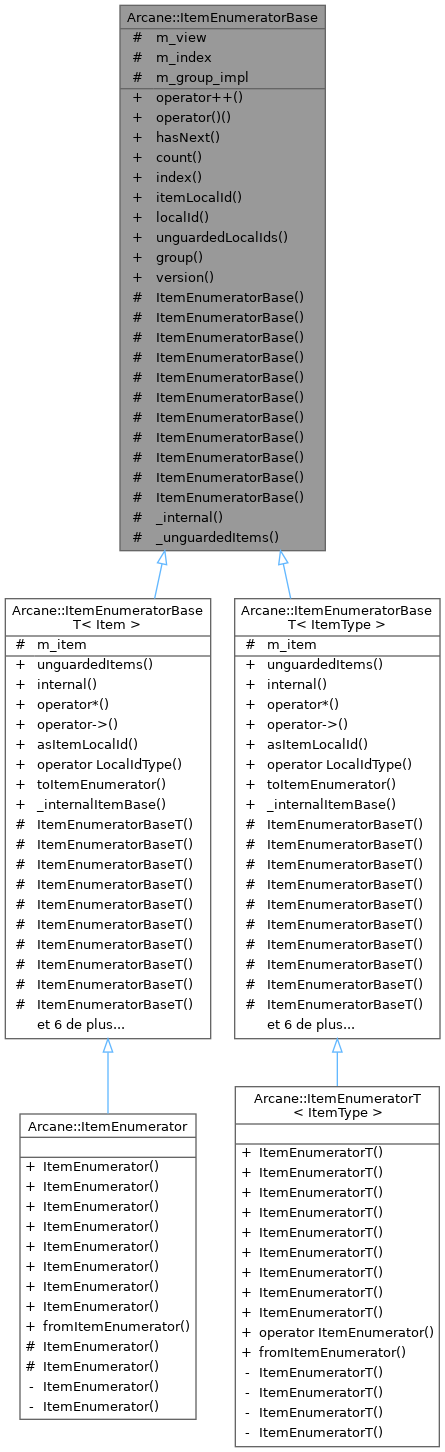 Arcane::ItemEnumeratorBase
# m_view
# m_index
# m_group_impl
+ operator++()
+ operator()()
+ hasNext()
+ count()
+ index()
+ itemLocalId()
+ localId()
+ unguardedLocalIds()
+ group()
+ version()
# ItemEnumeratorBase()
# ItemEnumeratorBase()
# ItemEnumeratorBase()
# ItemEnumeratorBase()
# ItemEnumeratorBase()
# ItemEnumeratorBase()
# ItemEnumeratorBase()
# ItemEnumeratorBase()
# ItemEnumeratorBase()
# ItemEnumeratorBase()
# ItemEnumeratorBase()
# _internal()
# _unguardedItems()
Arcane::ItemEnumeratorBase
T< Item >
# m_item
+ unguardedItems()
+ internal()
+ operator*()
+ operator->()
+ asItemLocalId()
+ operator LocalIdType()
+ toItemEnumerator()
+ _internalItemBase()
# ItemEnumeratorBaseT()
# ItemEnumeratorBaseT()
# ItemEnumeratorBaseT()
# ItemEnumeratorBaseT()
# ItemEnumeratorBaseT()
# ItemEnumeratorBaseT()
# ItemEnumeratorBaseT()
# ItemEnumeratorBaseT()
# ItemEnumeratorBaseT()
# ItemEnumeratorBaseT()
et 6 de plus...
Arcane::ItemEnumeratorBase
T< ItemType >
# m_item
+ unguardedItems()
+ internal()
+ operator*()
+ operator->()
+ asItemLocalId()
+ operator LocalIdType()
+ toItemEnumerator()
+ _internalItemBase()
# ItemEnumeratorBaseT()
# ItemEnumeratorBaseT()
# ItemEnumeratorBaseT()
# ItemEnumeratorBaseT()
# ItemEnumeratorBaseT()
# ItemEnumeratorBaseT()
# ItemEnumeratorBaseT()
# ItemEnumeratorBaseT()
# ItemEnumeratorBaseT()
# ItemEnumeratorBaseT()
et 6 de plus...
Arcane::ItemEnumerator
+ ItemEnumerator()
+ ItemEnumerator()
+ ItemEnumerator()
+ ItemEnumerator()
+ ItemEnumerator()
+ ItemEnumerator()
+ ItemEnumerator()
+ ItemEnumerator()
+ fromItemEnumerator()
# ItemEnumerator()
# ItemEnumerator()
- ItemEnumerator()
- ItemEnumerator()
Arcane::ItemEnumeratorT
< ItemType >
+ ItemEnumeratorT()
+ ItemEnumeratorT()
+ ItemEnumeratorT()
+ ItemEnumeratorT()
+ ItemEnumeratorT()
+ ItemEnumeratorT()
+ ItemEnumeratorT()
+ ItemEnumeratorT()
+ ItemEnumeratorT()
+ operator ItemEnumerator()
+ fromItemEnumerator()
- ItemEnumeratorT()
- ItemEnumeratorT()
- ItemEnumeratorT()
- ItemEnumeratorT()